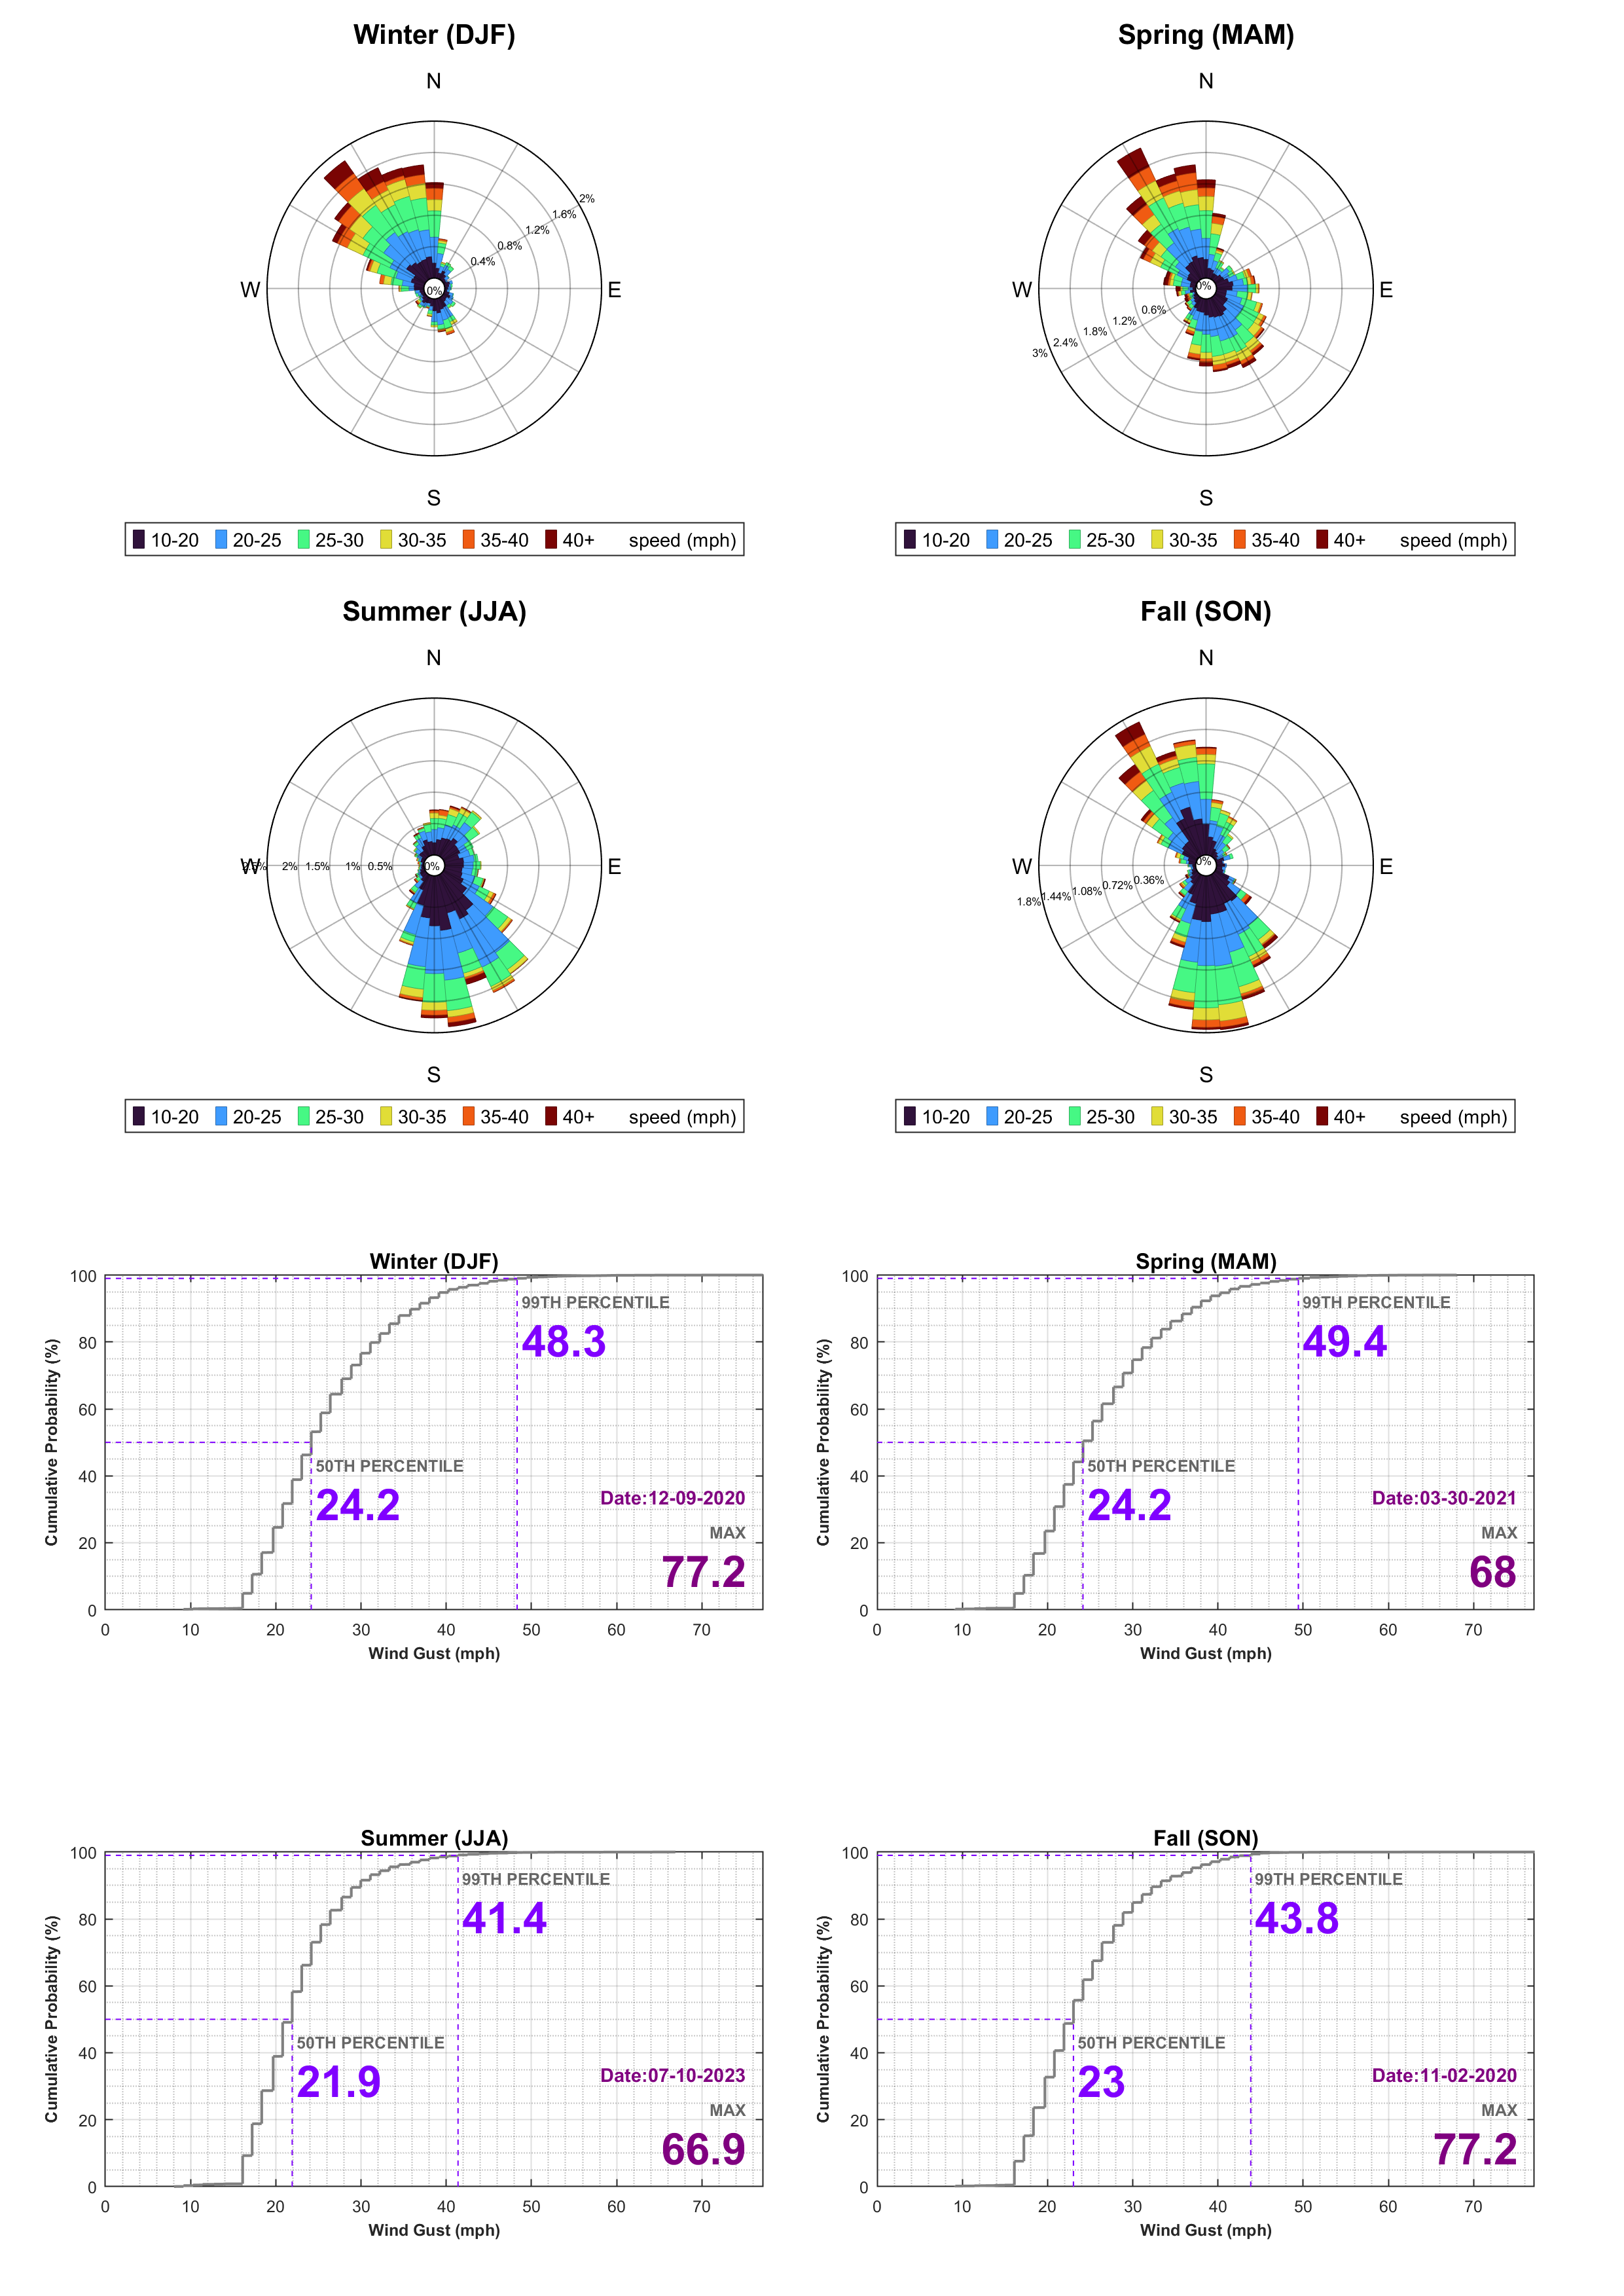 Winter (DJF)
N
2%
1.6%
1.2%
0.8%
0.4%
0%
W
E
S
10-20 20-25 25-30 30-35 35-40 40+ speed (mph)
Spring (MAM)
N
0%
0.6%
1.2%
1.8%
2.4%
3%
W
E
S
10-20 20-25 25-30 30-35 35-40 40+ speed (mph)
Summer (JJA)
N
W
2% 1.5% 1% 0.5% 0%
E
S
10-20 20-25 25-30 30-35 35-40 40+ speed (mph)
Fall (SON)
N
0%
0.36%
0.72%
1.08%
1.44%
1.8%
W
E
S
10-20 20-25 25-30 30-35 35-40 40+ speed (mph)
Winter (DJF)
100
80
60
40
20
0
Cumulative Probability (%)
99TH PERCENTILE
48.3
50TH PERCENTILE
24.2
Date:12-09-2020
MAX
77.2
0 10 20 30 40 50 60 70
Wind Gust (mph)
Spring (MAM)
100
80
60
40
20
0
Cumulative Probability (%)
99TH PERCENTILE
49.4
50TH PERCENTILE
24.2
Date:03-30-2021
MAX
68
0 10 20 30 40 50 60 70
Wind Gust (mph)
Summer (JJA)
100
80
60
40
20
0
Cumulative Probability (%)
99TH PERCENTILE
41.4
50TH PERCENTILE
21.9
Date:07-10-2023
MAX
66.9
0 10 20 30 40 50 60 70
Wind Gust (mph)
Fall (SON)
100
80
60
40
20
0
Cumulative Probability (%)
99TH PERCENTILE
43.8
50TH PERCENTILE
23
Date:11-02-2020
MAX
77.2
0 10 20 30 40 50 60 70
Wind Gust (mph)